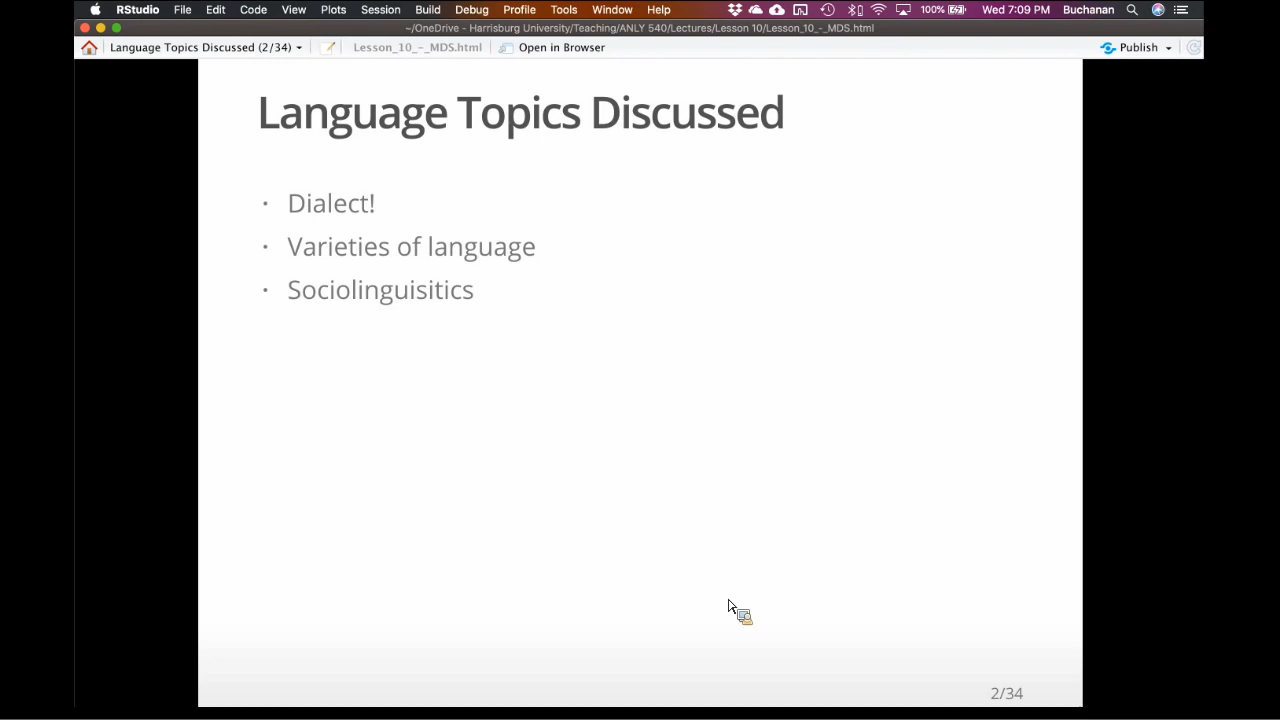 RStudio File Edit Code View Plots Session Build Debug Profile Tools Window Help 100% Wed 7:09 PM Buchanan
~/OneDrive - Harrisburg University/Teaching/ANLY 540/Lectures/Lesson 10/Lesson_10_-_MDS.html
Language Topics Discussed (2/34) Lesson_10_-_MDS.html Open in Browser Publish
Language Topics Discussed
· Dialect!
· Varieties of language
· Sociolinguisitics
2/34